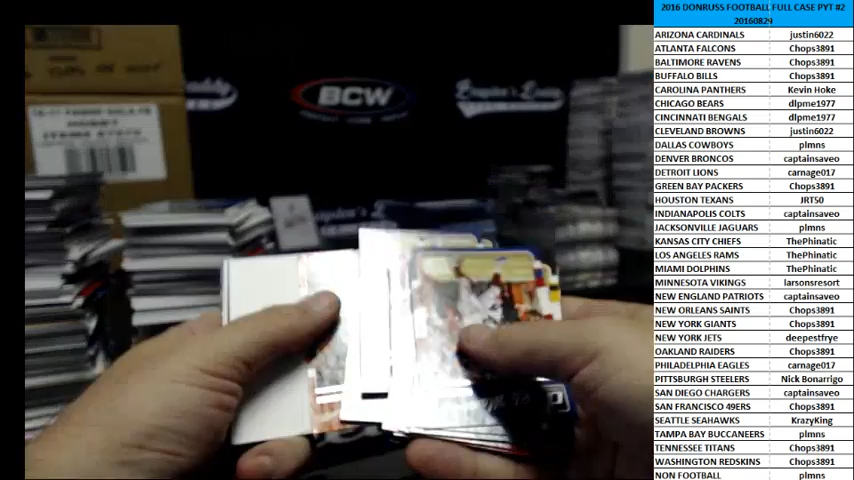 2016 DONRUSS FOOTBALL FULL CASE PYT #2
20160824
ARIZONA CARDINALS justin6022
ATLANTA FALCONS Chops3891
BALTIMORE RAVENS Chops3891
BUFFALO BILLS Chops3891
CAROLINA PANTHERS Kevin Hoke
CHICAGO BEARS dlpme1977
CINCINNATI BENGALS dlpme1977
CLEVELAND BROWNS justin6022
DALLAS COWBOYS plmns
DENVER BRONCOS captainsaveo
DETROIT LIONS carnage017
GREEN BAY PACKERS Chops3891
HOUSTON TEXANS JRT50
INDIANAPOLIS COLTS captainsaveo
JACKSONVILLE JAGUARS plmns
KANSAS CITY CHIEFS ThePhinatic
LOS ANGELES RAMS ThePhinatic
MIAMI DOLPHINS ThePhinatic
MINNESOTA VIKINGS larsonsresort
NEW ENGLAND PATRIOTS captainsaveo
NEW ORLEANS SAINTS Chops3891
NEW YORK GIANTS Chops3891
NEW YORK JETS deepestfrye
OAKLAND RAIDERS Chops3891
PHILADELPHIA EAGLES carnage017
PITTSBURGH STEELERS Nick Bonarrigo
SAN DIEGO CHARGERS captainsaveo
SAN FRANCISCO 49ERS Chops3891
SEATTLE SEAHAWKS KrazyKing
TAMPA BAY BUCCANEERS plmns
TENNESSEE TITANS Chops3891
WASHINGTON REDSKINS Chops3891
NON FOOTBALL plmns
BCW